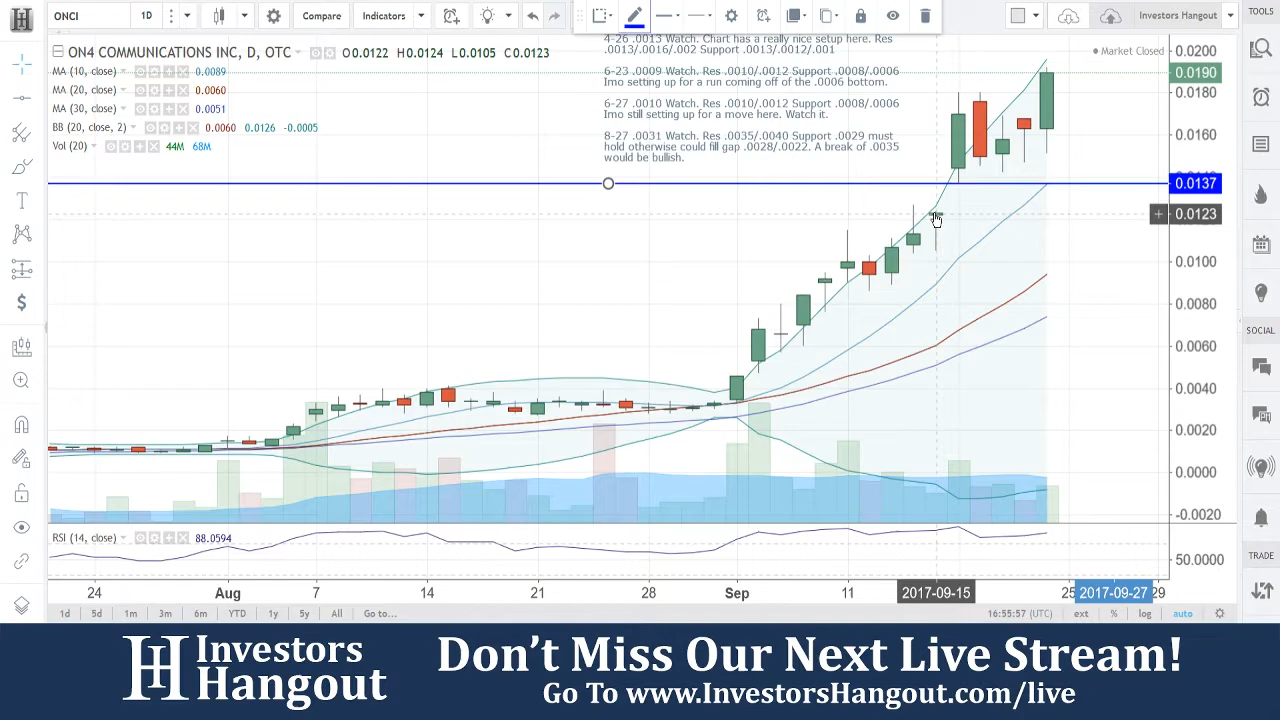 ONCI
1D
Compare
Indicators
Investors Hangout
TOOLS
ON4 COMMUNICATIONS INC, D, OTC
O0.0122 H0.0124 L0.0105 C0.0123
MA (10, close) 0.0089
MA (20, close) 0.0060
MA (30, close) 0.0051
BB (20, close, 2) 0.0060 0.0126 -0.0005
Vol (20) 44M 68M
4-26 .0013 Watch. Chart has a really nice setup here. Res
.0013/.0016/.002 Support .0013/.0012/.001
6-23 .0009 Watch. Res .0010/.0012 Support .0008/.0006
Imo setting up for a run coming off of the .0006 bottom.
6-27 .0010 Watch. Res .0010/.0012 Support .0008/.0006
Imo still setting up for a move here. Watch it.
8-27 .0031 Watch. Res .0035/.0040 Support .0029 must
hold otherwise could fill gap .0028/.0022. A break of .0035
would be bullish.
Market Closed
0.0200
0.0190
0.0180
0.0160
0.0137
0.0123
0.0100
0.0080
0.0060
0.0040
0.0020
0.0000
-0.0020
SOCIAL
TRADE
RSI (14, close) 88.0594
50.0000
24 Aug 7 14 21 28 Sep 11 2017-09-15 25 2017-09-27 29
1d 5d 1m 3m 6m YTD 1y 5y All Go to...
16:55:57 (UTC) ext % log auto
Investors
Hangout
Don't Miss Our Next Live Stream!
Go To www.InvestorsHangout.com/live